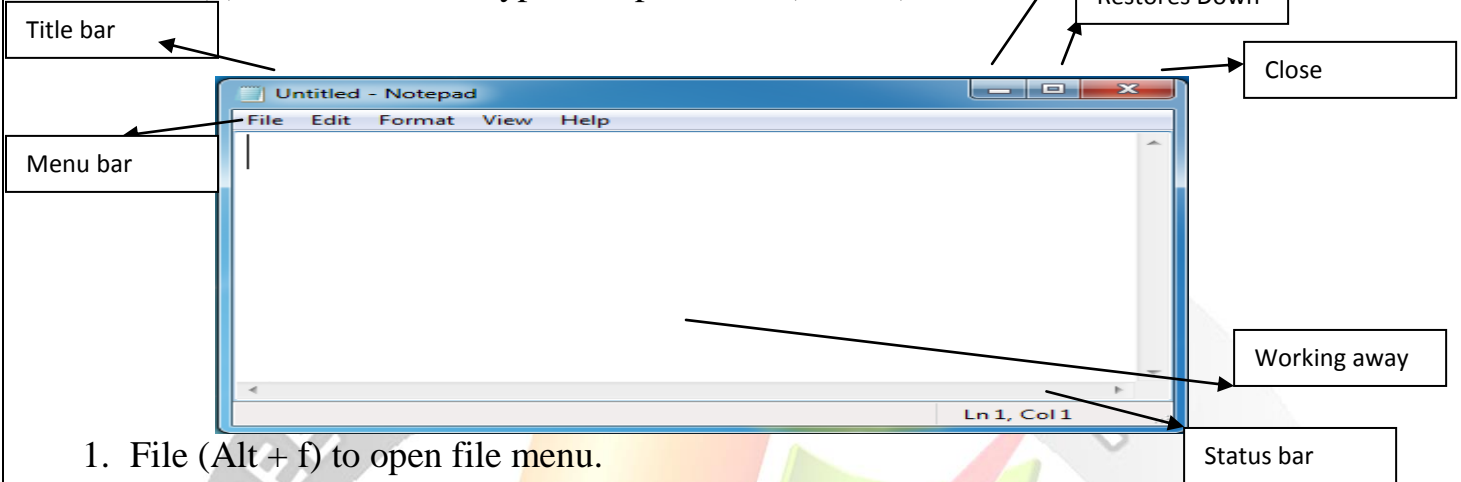 Restores Down
Title bar
Close
Untitled - Notepad
File Edit Format View Help
Menu bar
Working away
Ln 1, Col 1
1. File (Alt + f) to open file menu.
Status bar